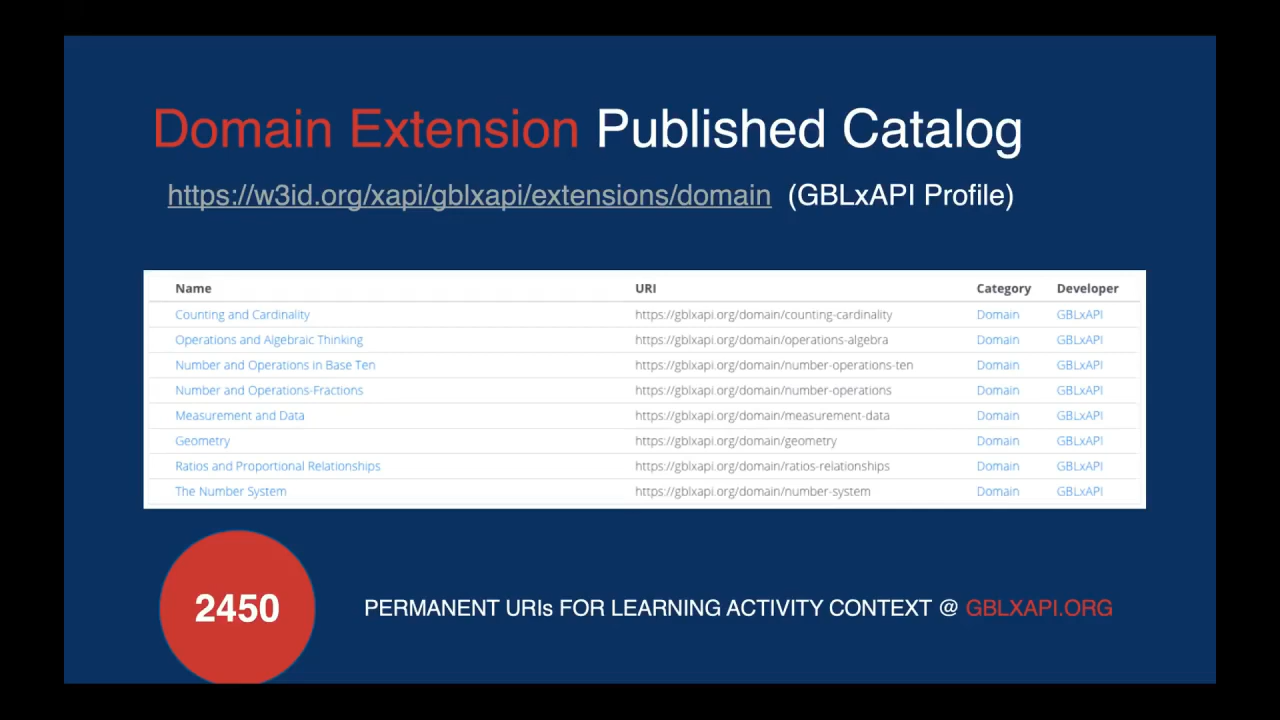 Domain Extension Published Catalog
https://w3id.org/xapi/gblxapi/extensions/domain (GBLxAPI Profile)
Name URI Category Developer
Counting and Cardinality https://gblxapi.org/domain/counting-cardinality Domain GBLxAPI
Operations and Algebraic Thinking https://gblxapi.org/domain/operations-algebra Domain GBLxAPI
Number and Operations in Base Ten https://gblxapi.org/domain/number-operations-ten Domain GBLxAPI
Number and Operations-Fractions https://gblxapi.org/domain/number-operations Domain GBLxAPI
Measurement and Data https://gblxapi.org/domain/measurement-data Domain GBLxAPI
Geometry https://gblxapi.org/domain/geometry Domain GBLxAPI
Ratios and Proportional Relationships https://gblxapi.org/domain/ratios-relationships Domain GBLxAPI
The Number System https://gblxapi.org/domain/number-system Domain GBLxAPI
2450 PERMANENT URIs FOR LEARNING ACTIVITY CONTEXT @ GBLXAPI.ORG